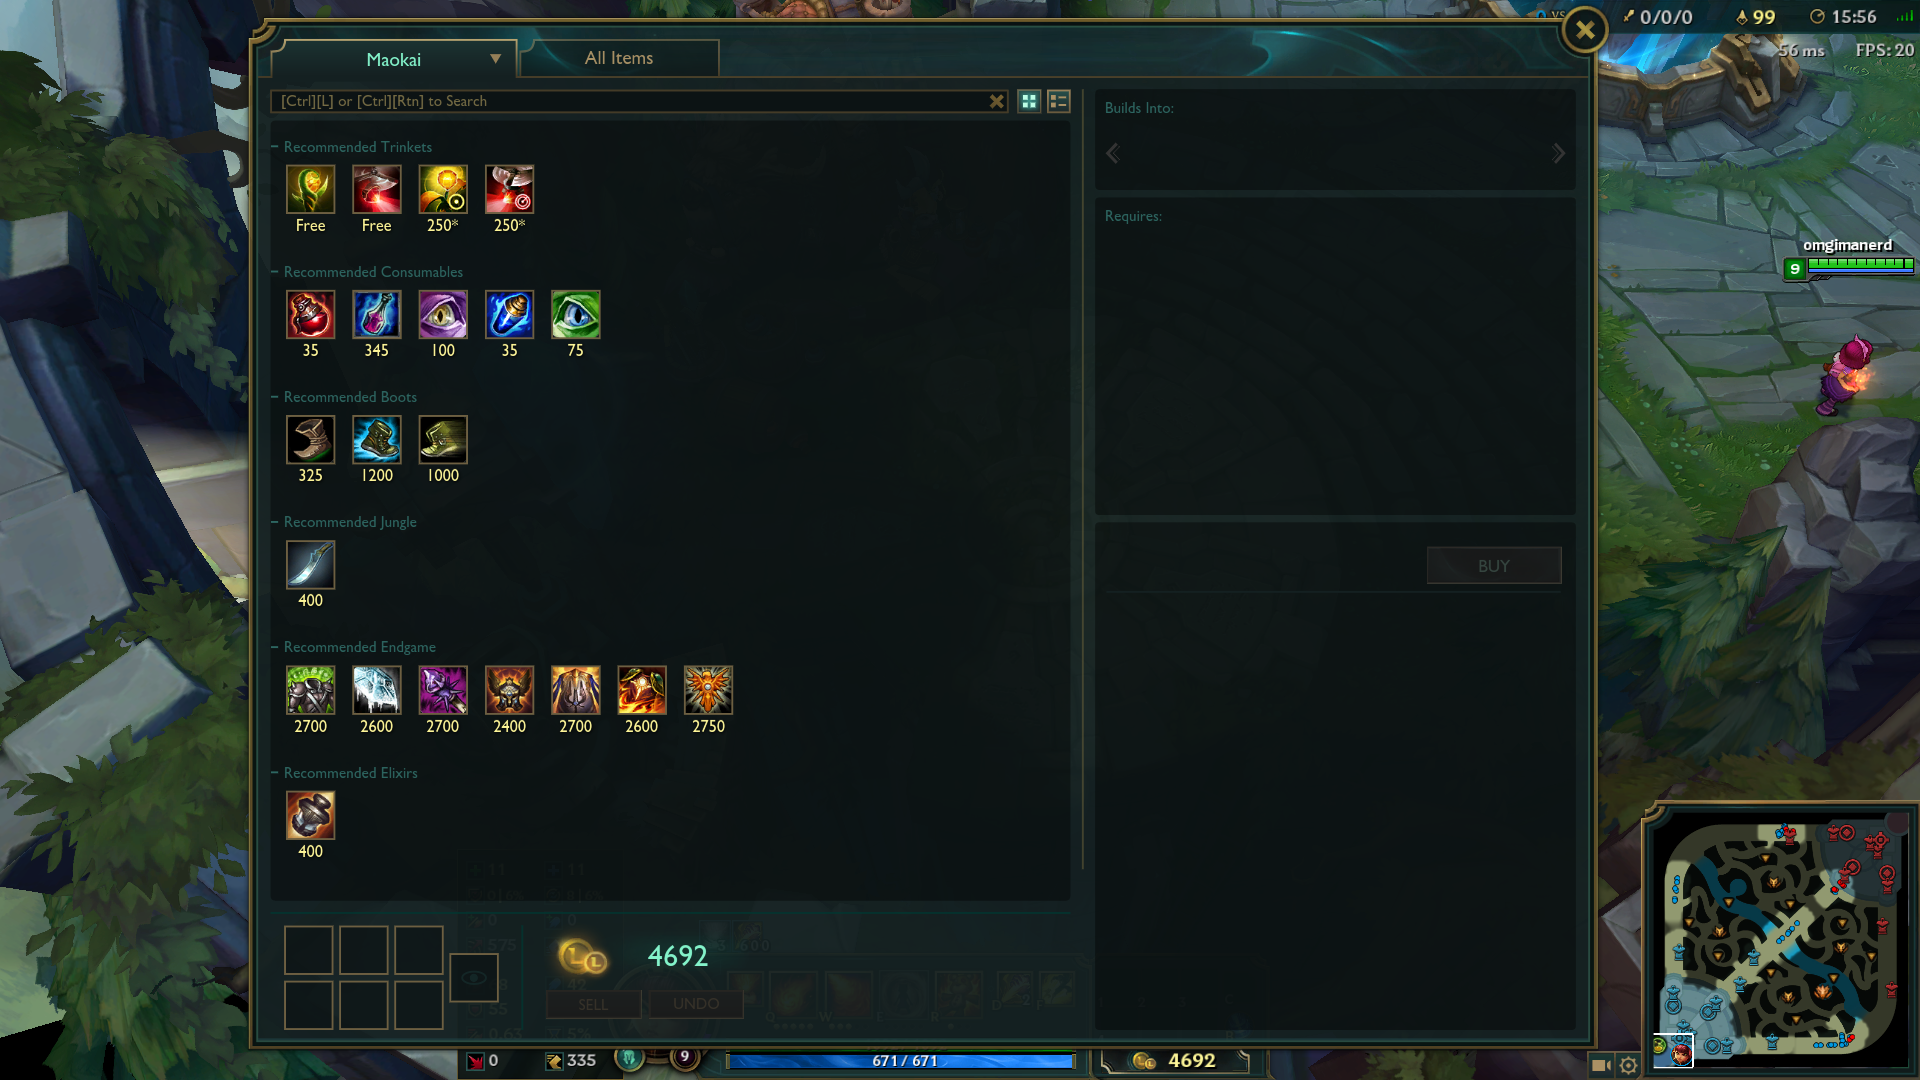 VS
0/0/0
99
15:56
56 ms
FPS: 20
Maokai
All Items
[Ctrl][L] or [Ctrl][Rtn] to Search
Recommended Trinkets
Free
Free
250*
250*
Recommended Consumables
35
345
100
35
75
Recommended Boots
325
1200
1000
Recommended Jungle
400
Recommended Endgame
2700
2600
2700
2400
2700
2600
2750
Recommended Elixirs
400
Builds Into:
Requires:
BUY
omgimanerd
9
4692
SELL
UNDO
0
335
9
671 / 671
4692